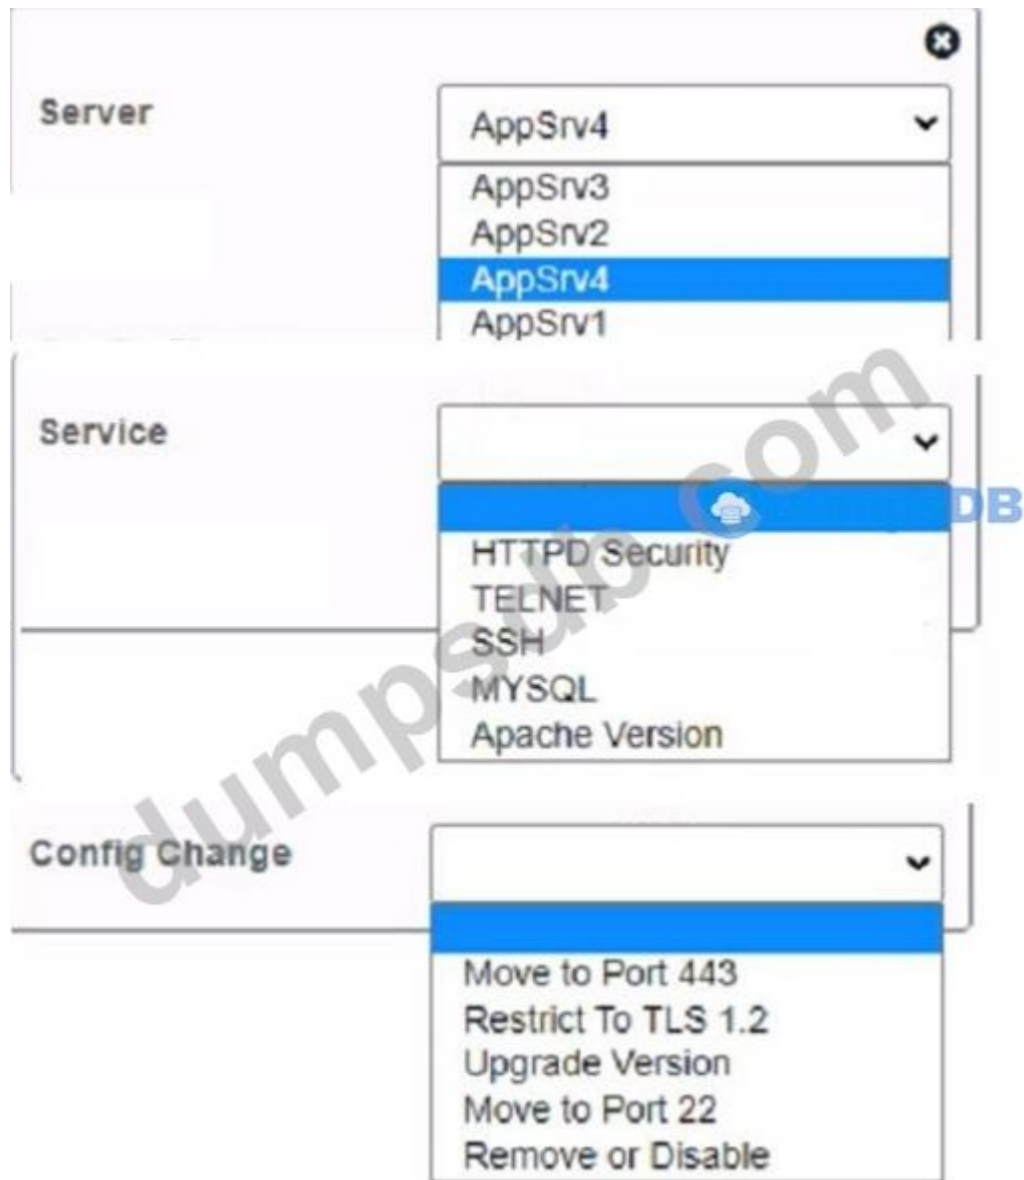 Server
AppSrv4
AppSrv3
AppSrv2
AppSrv4
AppSrv1
Service
HTTPD Security
TELNET
SSH
MYSQL
Apache Version
Config Change
Move to Port 443
Restrict To TLS 1.2
Upgrade Version
Move to Port 22
Remove or Disable
dumpsdb com
DumpsDB